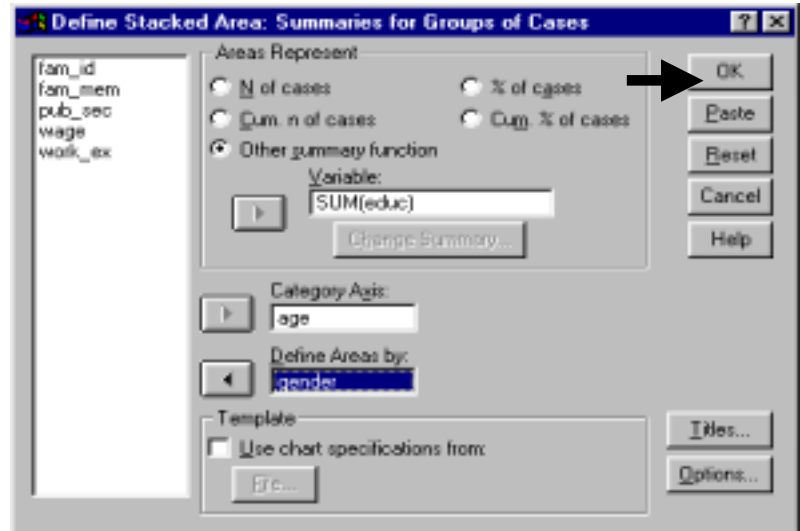 Define Stacked Area: Summaries for Groups of Cases
fam_id
fam_mem
pub_sec
wage
work_ex
Areas Represent
N of cases
% of cases
Cum. n of cases
Cum. % of cases
Other summary function
Variable:
SUM(educ)
Change Summary...
Category Axis:
age
Define Areas by:
gender
Template
Use chart specifications from:
File...
OK
Paste
Reset
Cancel
Help
Titles...
Options...